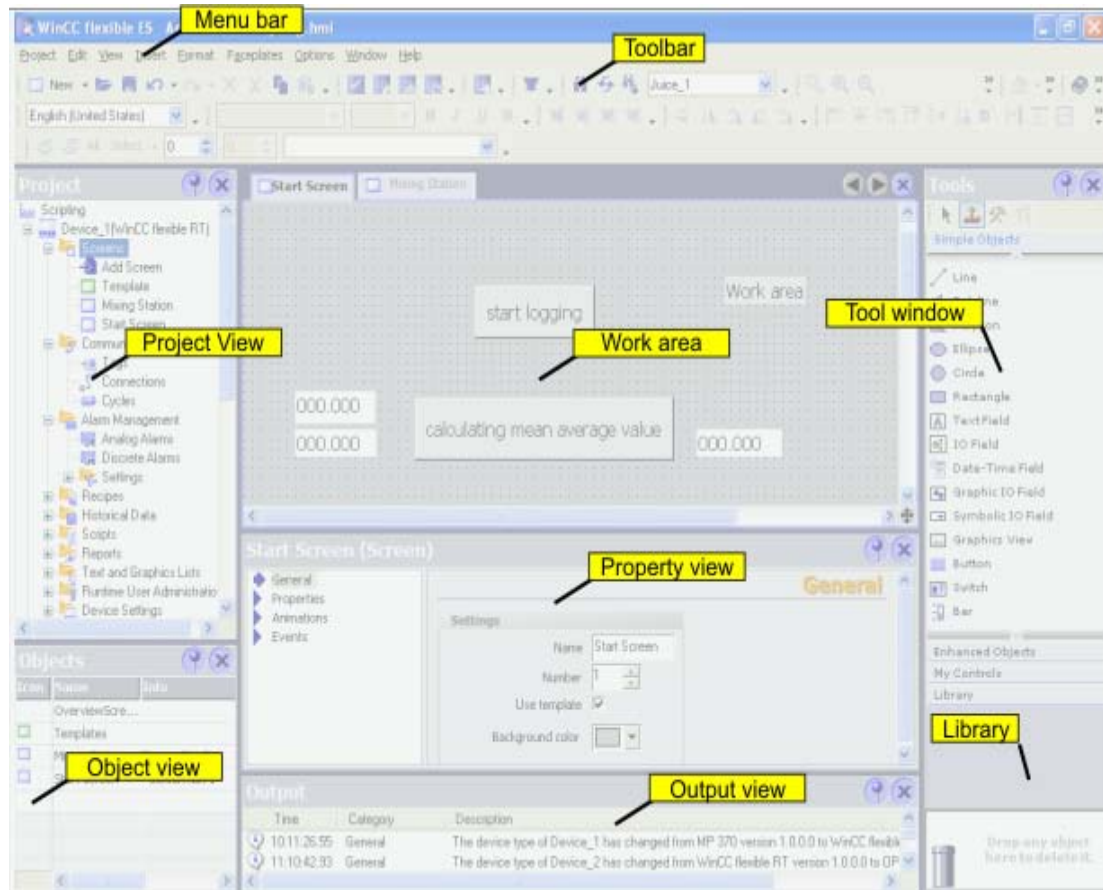 WinCC flexible ES
hmi
Menu bar
Project Edit View Insert Format Faceplates Options Window Help
Toolbar
New
Juice_1
English (United States)
0
Project
Scripting
Device_1(WinCC flexible RT)
Screens
Add Screen
Template
Mixing Station
Start Screen
Project View
Tags
Connections
Cycles
Alarm Management
Analog Alarms
Discrete Alarms
Settings
Recipes
Historical Data
Scripts
Reports
Text and Graphics Lists
Runtime User Administratio
Device Settings
Objects
Icon Name Info
OverviewScre...
Templates
Object view
Start Screen
Mixing Station
start logging
Work area
Work area
000.000
000.000
calculating mean average value
000.000
Start Screen (Screen)
General
Properties
Animations
Events
Property view
General
Settings
Name Start Screen
Number 1
Use template
Background color
Output
Output view
Time Category Description
10:11:26.55 General The device type of Device_1 has changed from MP 370 version 1.0.0.0 to WinCC flexible
11:10:42.93 General The device type of Device_2 has changed from WinCC flexible RT version 1.0.0.0 to OP
Tools
Simple Objects
Line
Tool window
Ellipse
Circle
Rectangle
TextField
IO Field
Date-Time Field
Graphic IO Field
Symbolic IO Field
Graphics View
Button
Switch
Bar
Enhanced Objects
My Controls
Library
Library
Drop any object
here to delete it.